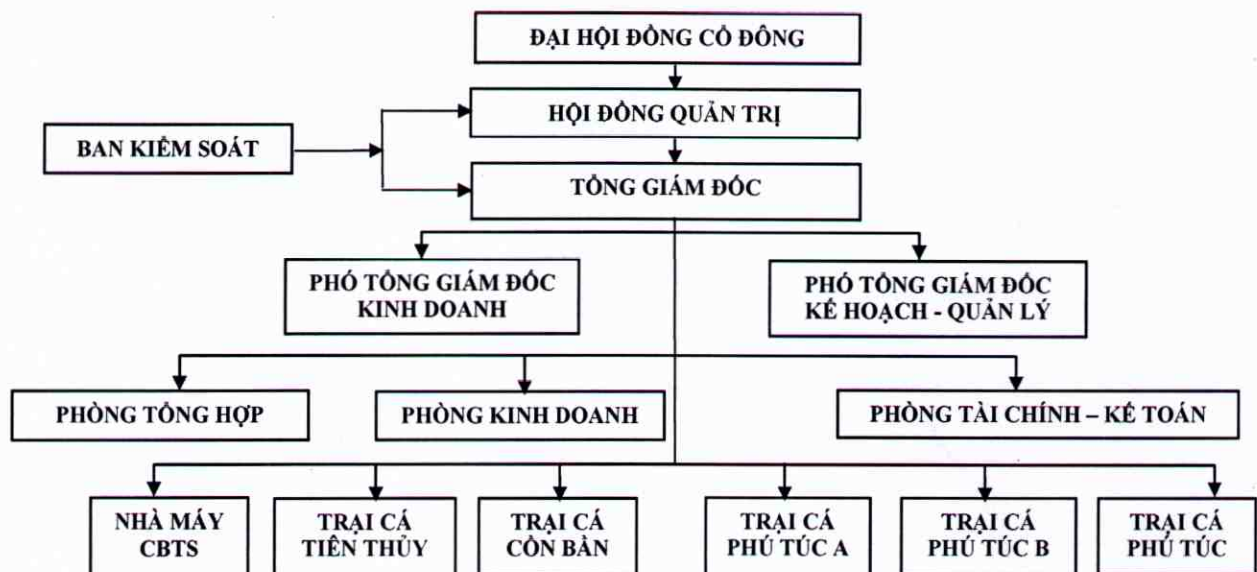 ĐẠI HỘI ĐỒNG CỔ ĐÔNG
HỘI ĐỒNG QUẢN TRỊ
BAN KIỂM SOÁT
TỔNG GIÁM ĐỐC
PHÓ TỔNG GIÁM ĐỐC
KINH DOANH
PHÓ TỔNG GIÁM ĐỐC
KẾ HOẠCH - QUẢN LÝ
PHÒNG TỔNG HỢP
PHÒNG KINH DOANH
PHÒNG TÀI CHÍNH – KẾ TOÁN
NHÀ MÁY
CBTS
TRẠI CÁ
TIÊN THỦY
TRẠI CÁ
CỒN BẦN
TRẠI CÁ
PHÚ TÚC A
TRẠI CÁ
PHÚ TÚC B
TRẠI CÁ
PHÚ TÚC